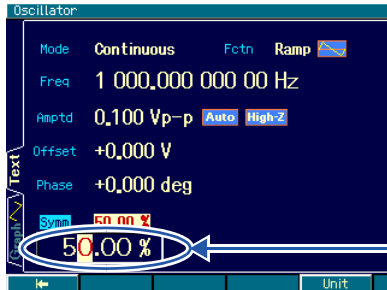 Oscillator
Mode Continuous Fctn Ramp
Freq 1 000.000 000 00 Hz
Amptd 0.100 Vp-p Auto High-Z
Offset +0.000 V
Phase +0.000 deg
Symm 50.00 %
50.00 %
Text
Graph
Unit